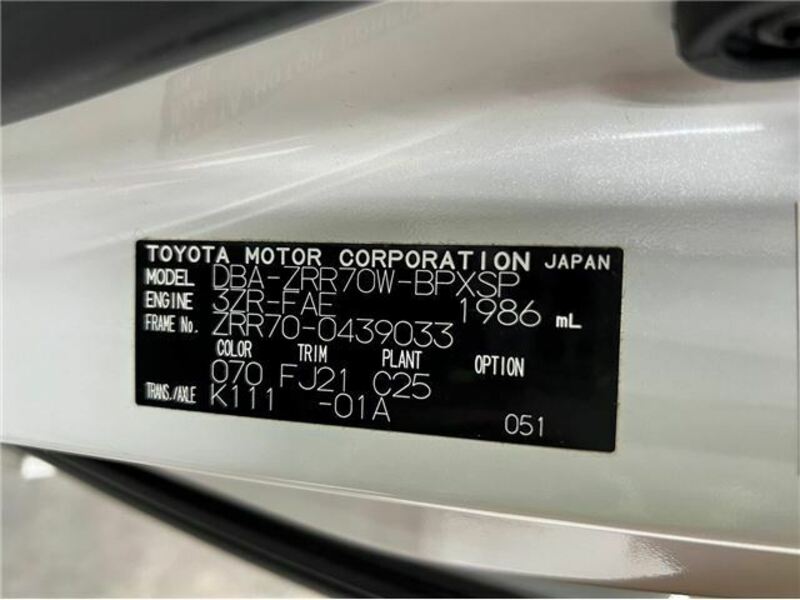 TOYOTA MOTOR CORPORATION JAPAN
MODEL DBA-ZRR70W-BPXSP
ENGINE 3ZR-FAE 1986 mL
FRAME No. ZRR70-0439033
COLOR TRIM PLANT OPTION
070 FJ21 C25
TRANS./AXLE K111 -01A
051